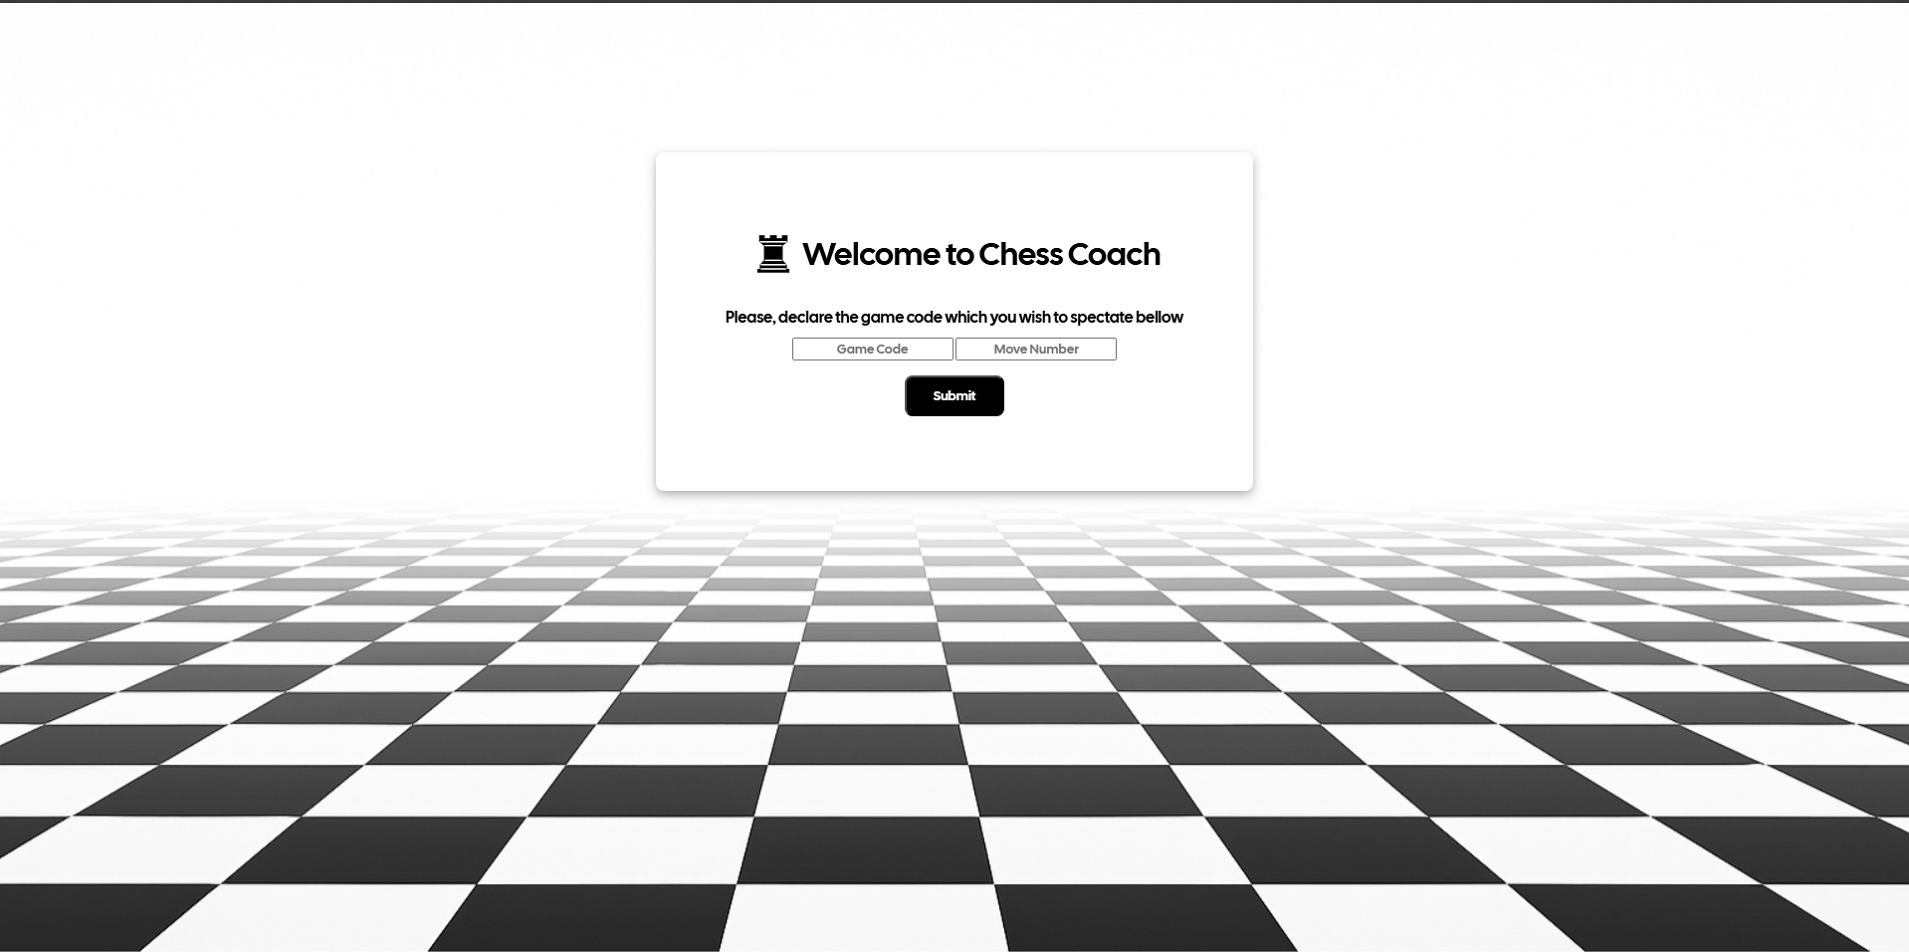 Welcome to Chess Coach
Please, declare the game code which you wish to spectate bellow
Game Code Move Number
Submit